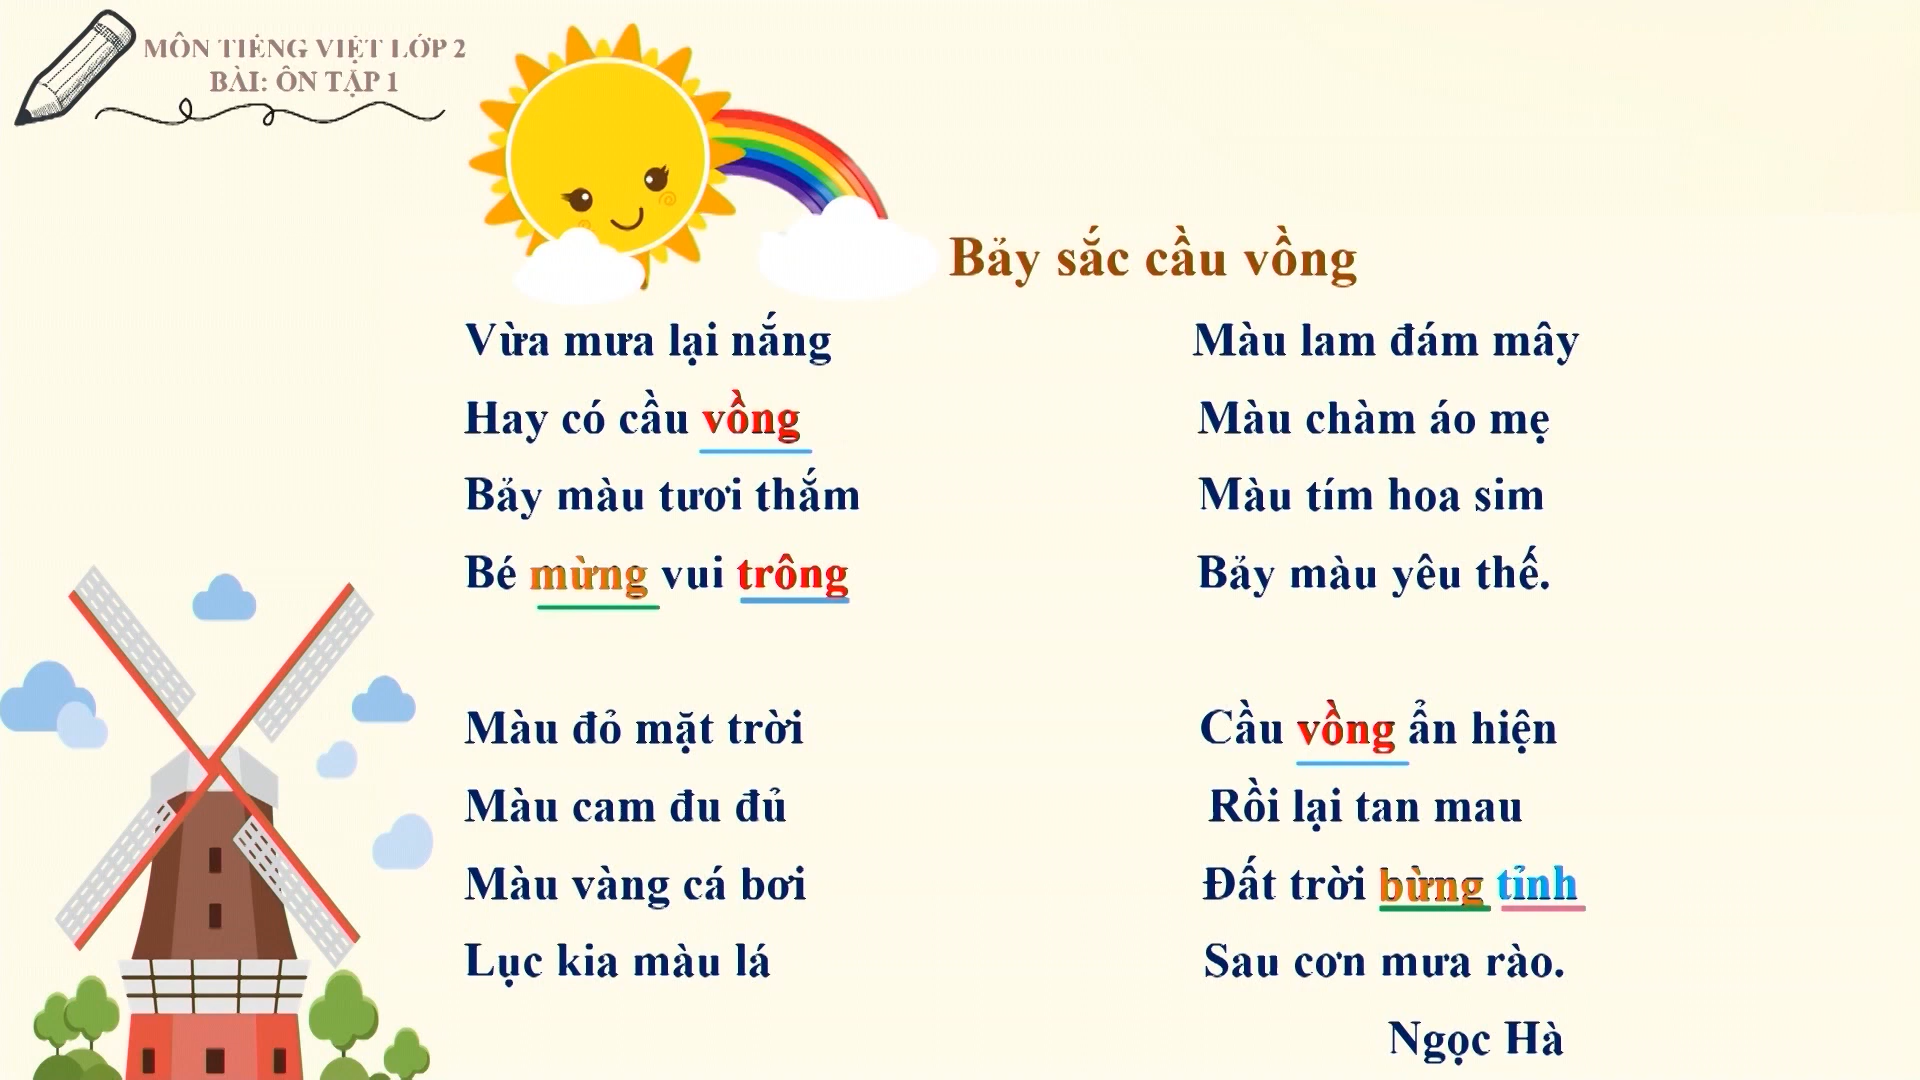 MÔN TIẾNG VIỆT LỚP 2
BÀI: ÔN TẬP 1
Bảy sắc cầu vồng
Vừa mưa lại nắng
Hay có cầu vồng
Bảy màu tươi thắm
Bé mừng vui trông
Màu đỏ mặt trời
Màu cam đu đủ
Màu vàng cá bơi
Lục kia màu lá
Màu lam đám mây
Màu chàm áo mẹ
Màu tím hoa sim
Bảy màu yêu thế.
Cầu vồng ẩn hiện
Rồi lại tan mau
Đất trời bừng tỉnh
Sau cơn mưa rào.
Ngọc Hà